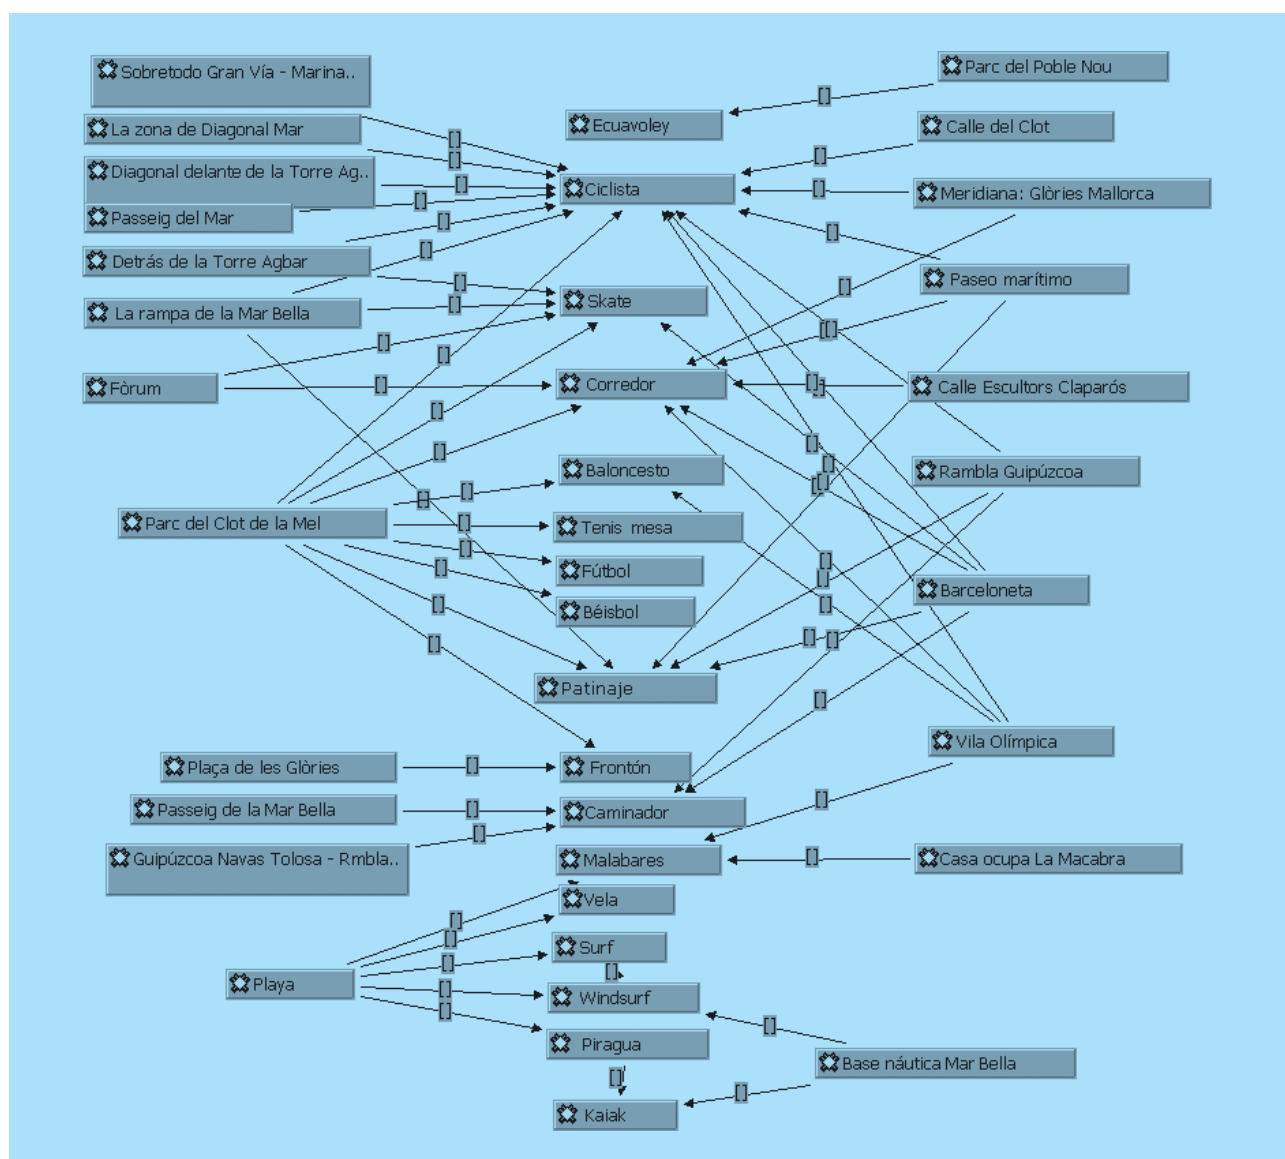 Sobretodo Gran Vía - Marina..
La zona de Diagonal Mar
Diagonal delante de la Torre Ag..
Passeig del Mar
Detrás de la Torre Agbar
La rampa de la Mar Bella
Fòrum
Parc del Clot de la Mel
Plaça de les Glòries
Passeig de la Mar Bella
Guipúzcoa Navas Tolosa - Rmbla..
Playa
Ecuavoley
Ciclista
Skate
Corredor
Baloncesto
Tenis mesa
Fútbol
Béisbol
Patinaje
Frontón
Caminador
Malabares
Vela
Surf
Windsurf
Piragua
Kaiak
Parc del Poble Nou
Calle del Clot
Meridiana: Glòries Mallorca
Paseo marítimo
Calle Escultors Claparós
Rambla Guipúzcoa
Barceloneta
Vila Olímpica
Casa ocupa La Macabra
Base náutica Mar Bella